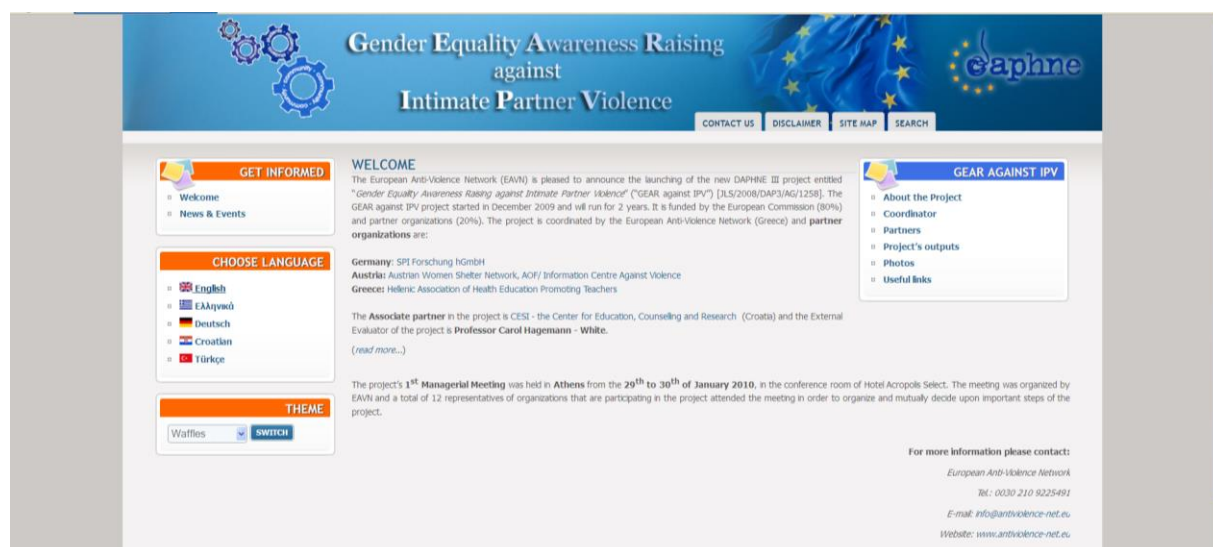 Gender Equality Awareness Raising
against
Intimate Partner Violence
daphne
CONTACT US DISCLAIMER SITE MAP SEARCH
GET INFORMED
Welcome
News & Events
CHOOSE LANGUAGE
English
Ελληνικά
Deutsch
Croatian
Türkçe
THEME
Waffles SWITCH
WELCOME
The European Anti-Violence Network (EAVN) is pleased to announce the launching of the new DAPHNE III project entitled
"Gender Equality Awareness Raising against Intimate Partner Violence" ("GEAR against IPV") [JLS/2008/DAP3/AG/1258]. The
GEAR against IPV project started in December 2009 and will run for 2 years. It is funded by the European Commission (80%)
and partner organizations (20%). The project is coordinated by the European Anti-Violence Network (Greece) and partner
organizations are:
Germany: SPI Forschung hGmbH
Austria: Austrian Women Shelter Network, AOF/ Information Centre Against Violence
Greece: Hellenic Association of Health Education Promoting Teachers
The Associate partner in the project is CESI - the Center for Education, Counseling and Research (Croatia) and the External
Evaluator of the project is Professor Carol Hagemann - White.
(read more...)
The project's 1st Managerial Meeting was held in Athens from the 29th to 30th of January 2010, in the conference room of Hotel Acropolis Select. The meeting was organized by
EAVN and a total of 12 representatives of organizations that are participating in the project attended the meeting in order to organize and mutually decide upon important steps of the
project.
For more information please contact:
European Anti-Violence Network
Tel.: 0030 210 9225491
E-mail: info@antiviolence-net.eu
Website: www.antiviolence-net.eu
GEAR AGAINST IPV
About the Project
Coordinator
Partners
Project's outputs
Photos
Useful links